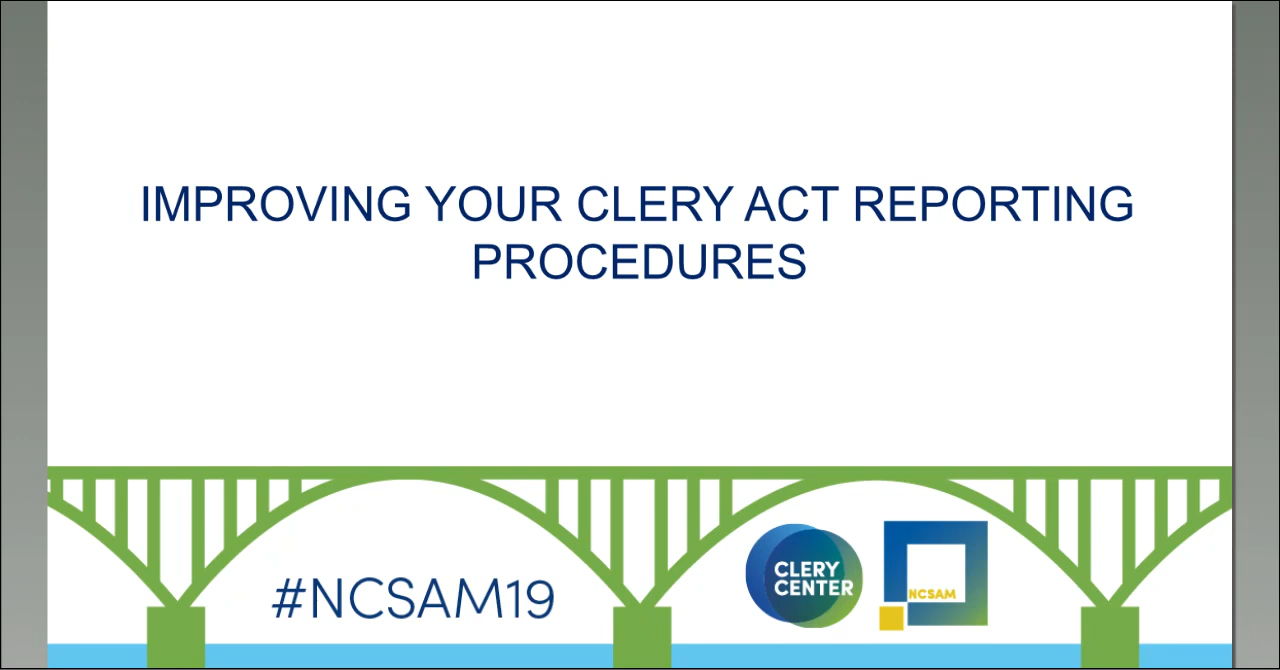 IMPROVING YOUR CLERY ACT REPORTING
PROCEDURES
#NCSAM19
CLERY
CENTER
NCSAM